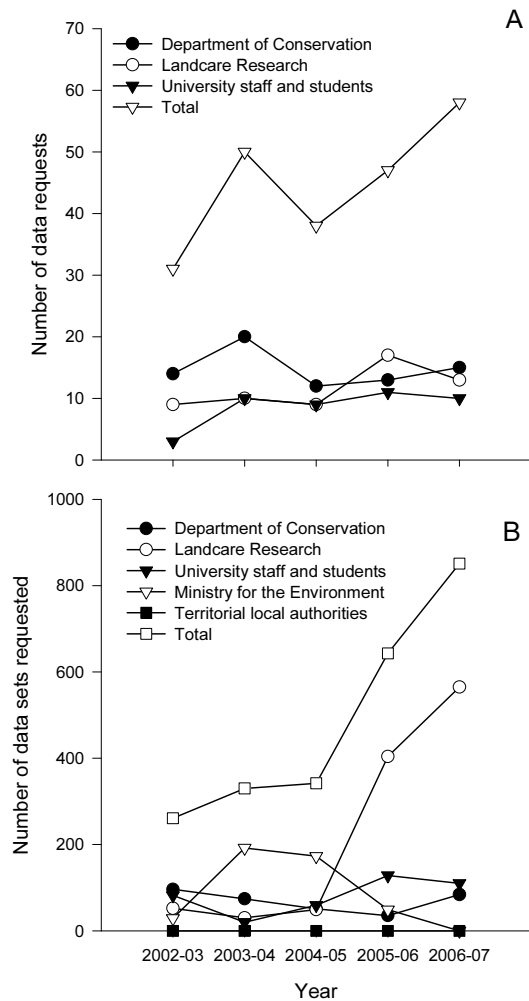 A
Department of Conservation
Landcare Research
University staff and students
Total
70
60
50
40
30
20
10
0
Number of data requests
B
Department of Conservation
Landcare Research
University staff and students
Ministry for the Environment
Territorial local authorities
Total
1000
800
600
400
200
0
Number of data sets requested
2002-03 2003-04 2004-05 2005-06 2006-07
Year